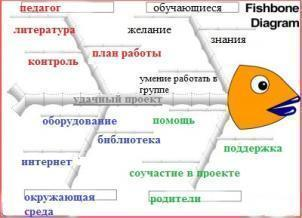 педагог
обучающиеся
Fishbone
Diagram
литература
желание
знания
план работы
контроль
умение работать в
группе
удачный проект
оборудование
помощь
библиотека
поддержка
интернет
соучастие в проекте
окружающая
среда
родители